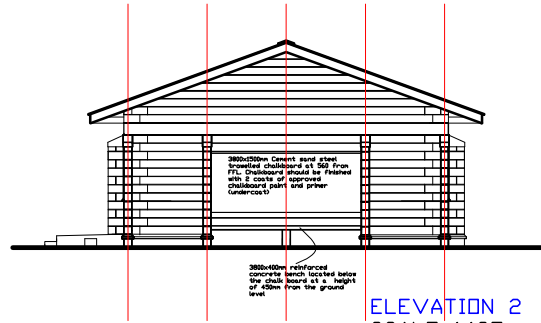 3800x1500mm Cement sand steel
trowelled chalkboard at 560 from
FFL. Chalkboard should be finished
with 2 coats of approved
chalkboard paint and primer
(undercoat)
3800x400mm reinforced
concrete bench located below
the chalk board at a height
of 450mm from the ground
level
ELEVATION 2